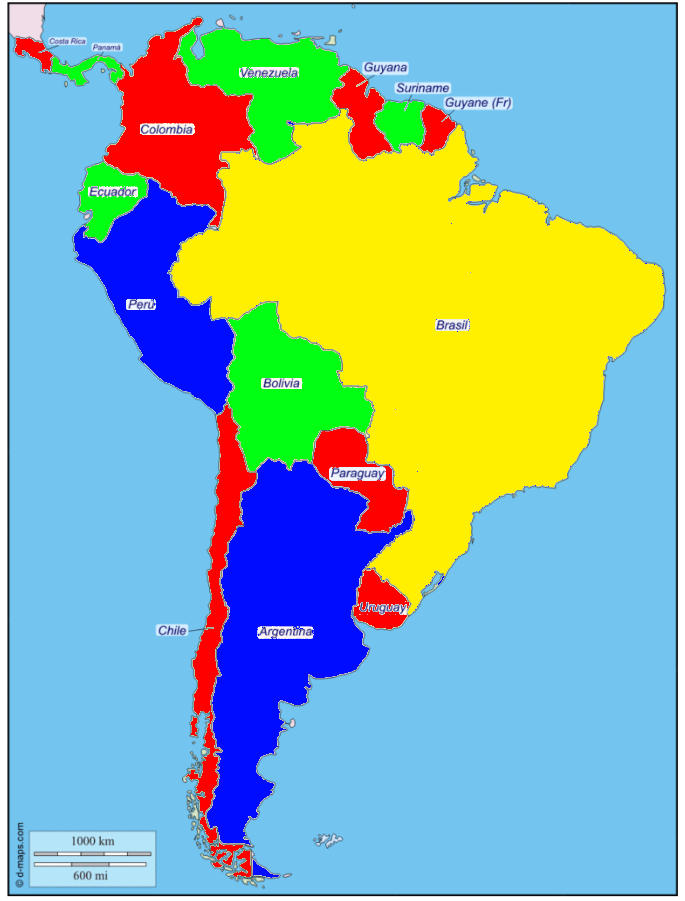 Costa Rica
Panamá
Venezuela
Guyana
Suriname
Guyane (Fr)
Colombia
Ecuador
Perú
Brasil
Bolivia
Paraguay
Uruguay
Chile
Argentina
© d-maps.com
1000 km
600 mi